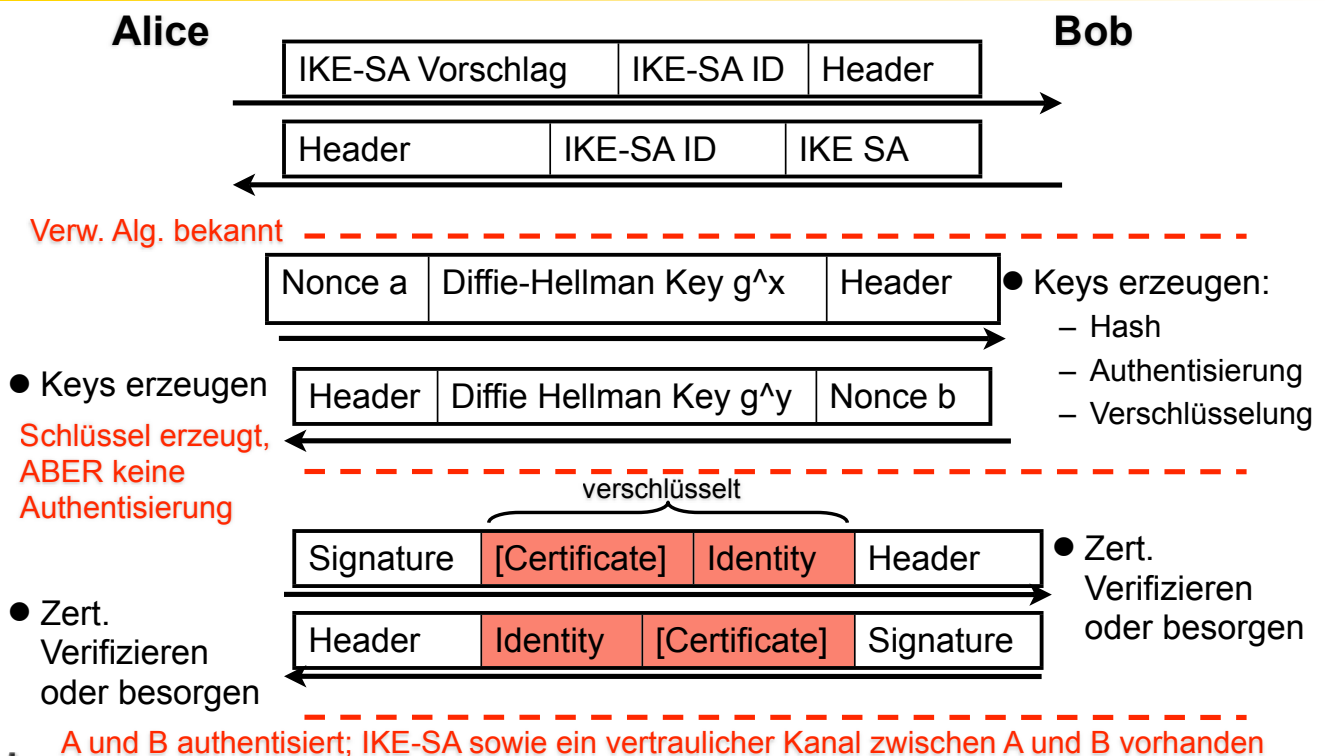 Alice
Bob
IKE-SA Vorschlag IKE-SA ID Header
Header IKE-SA ID IKE SA
Verw. Alg. bekannt
Nonce a Diffie-Hellman Key g^x Header
● Keys erzeugen:
– Hash
– Authentisierung
– Verschlüsselung
● Keys erzeugen
Header Diffie Hellman Key g^y Nonce b
Schlüssel erzeugt,
ABER keine
Authentisierung
verschlüsselt
Signature [Certificate] Identity Header
● Zert.
Verifizieren
oder besorgen
● Zert.
Verifizieren
oder besorgen
Header Identity [Certificate] Signature
A und B authentisiert; IKE-SA sowie ein vertraulicher Kanal zwischen A und B vorhanden